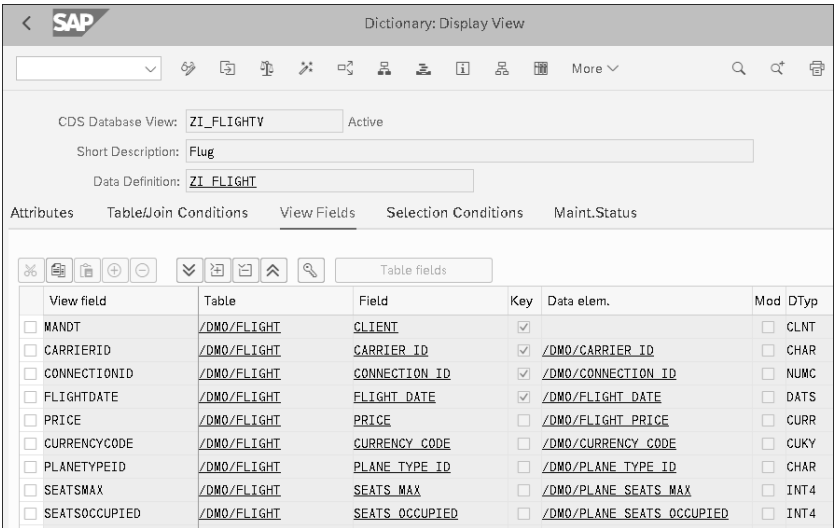 SAP Dictionary: Display View
More
CDS Database View: ZI_FLIGHTV Active
Short Description: Flug
Data Definition: ZI_FLIGHT
Attributes Table/Join Conditions View Fields Selection Conditions Maint.Status
Table fields
View field Table Field Key Data elem. Mod DTyp
MANDT /DMO/FLIGHT CLIENT CLNT
CARRIERID /DMO/FLIGHT CARRIER_ID /DMO/CARRIER_ID CHAR
CONNECTIONID /DMO/FLIGHT CONNECTION_ID /DMO/CONNECTION_ID NUMC
FLIGHTDATE /DMO/FLIGHT FLIGHT_DATE /DMO/FLIGHT_DATE DATS
PRICE /DMO/FLIGHT PRICE /DMO/FLIGHT_PRICE CURR
CURRENCYCODE /DMO/FLIGHT CURRENCY_CODE /DMO/CURRENCY_CODE CUKY
PLANETYPEID /DMO/FLIGHT PLANE_TYPE_ID /DMO/PLANE_TYPE_ID CHAR
SEATSMAX /DMO/FLIGHT SEATS_MAX /DMO/PLANE_SEATS_MAX INT4
SEATSOCCUPIED /DMO/FLIGHT SEATS_OCCUPIED /DMO/PLANE_SEATS_OCCUPIED INT4